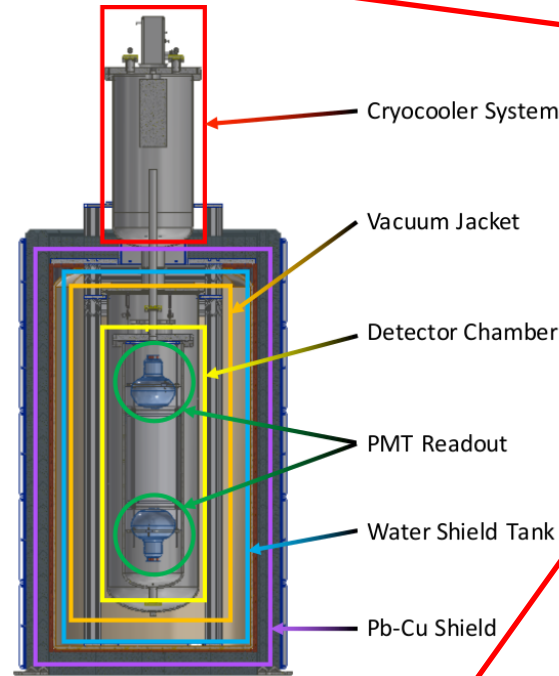 Cryocooler System
Vacuum Jacket
Detector Chamber
PMT Readout
Water Shield Tank
Pb-Cu Shield